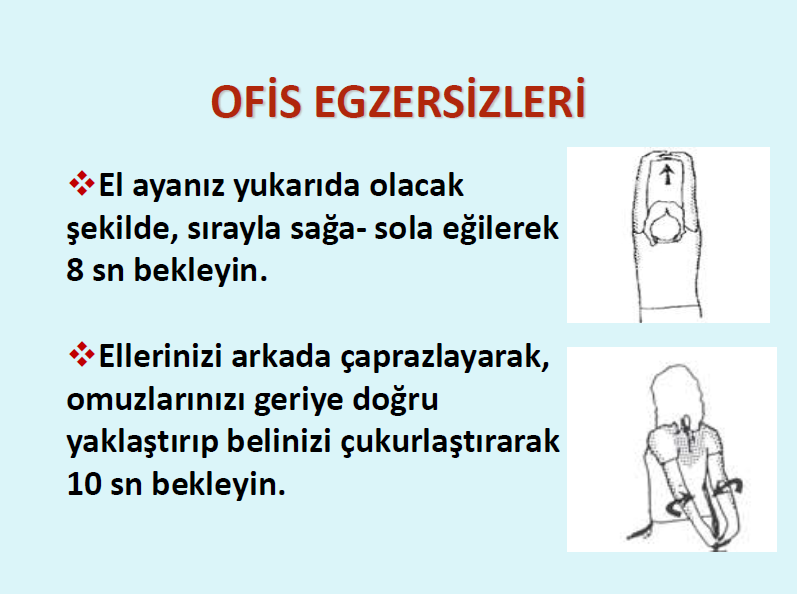 OFİS EGZERSİZLERİ
❖El ayanız yukarıda olacak
şekilde, sırayla sağa- sola eğilerek
8 sn bekleyin.
❖Ellerinizi arkada çaprazlayarak,
omuzlarınızı geriye doğru
yaklaştırıp belinizi çukurlaştırarak
10 sn bekleyin.